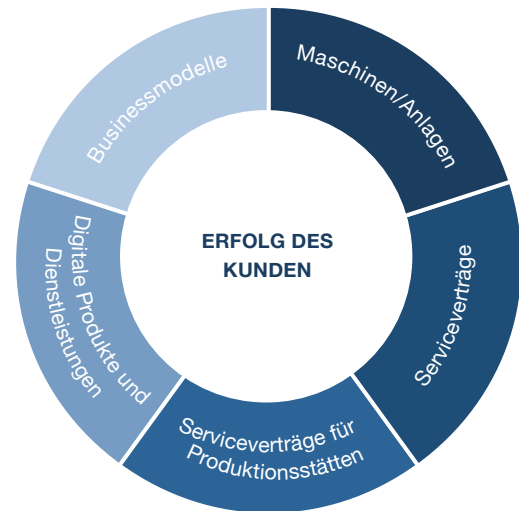 Businessmodelle
Maschinen/Anlagen
ERFOLG DES
KUNDEN
Digitale Produkte und
Dienstleistungen
Serviceverträge
Serviceverträge für
Produktionsstätten